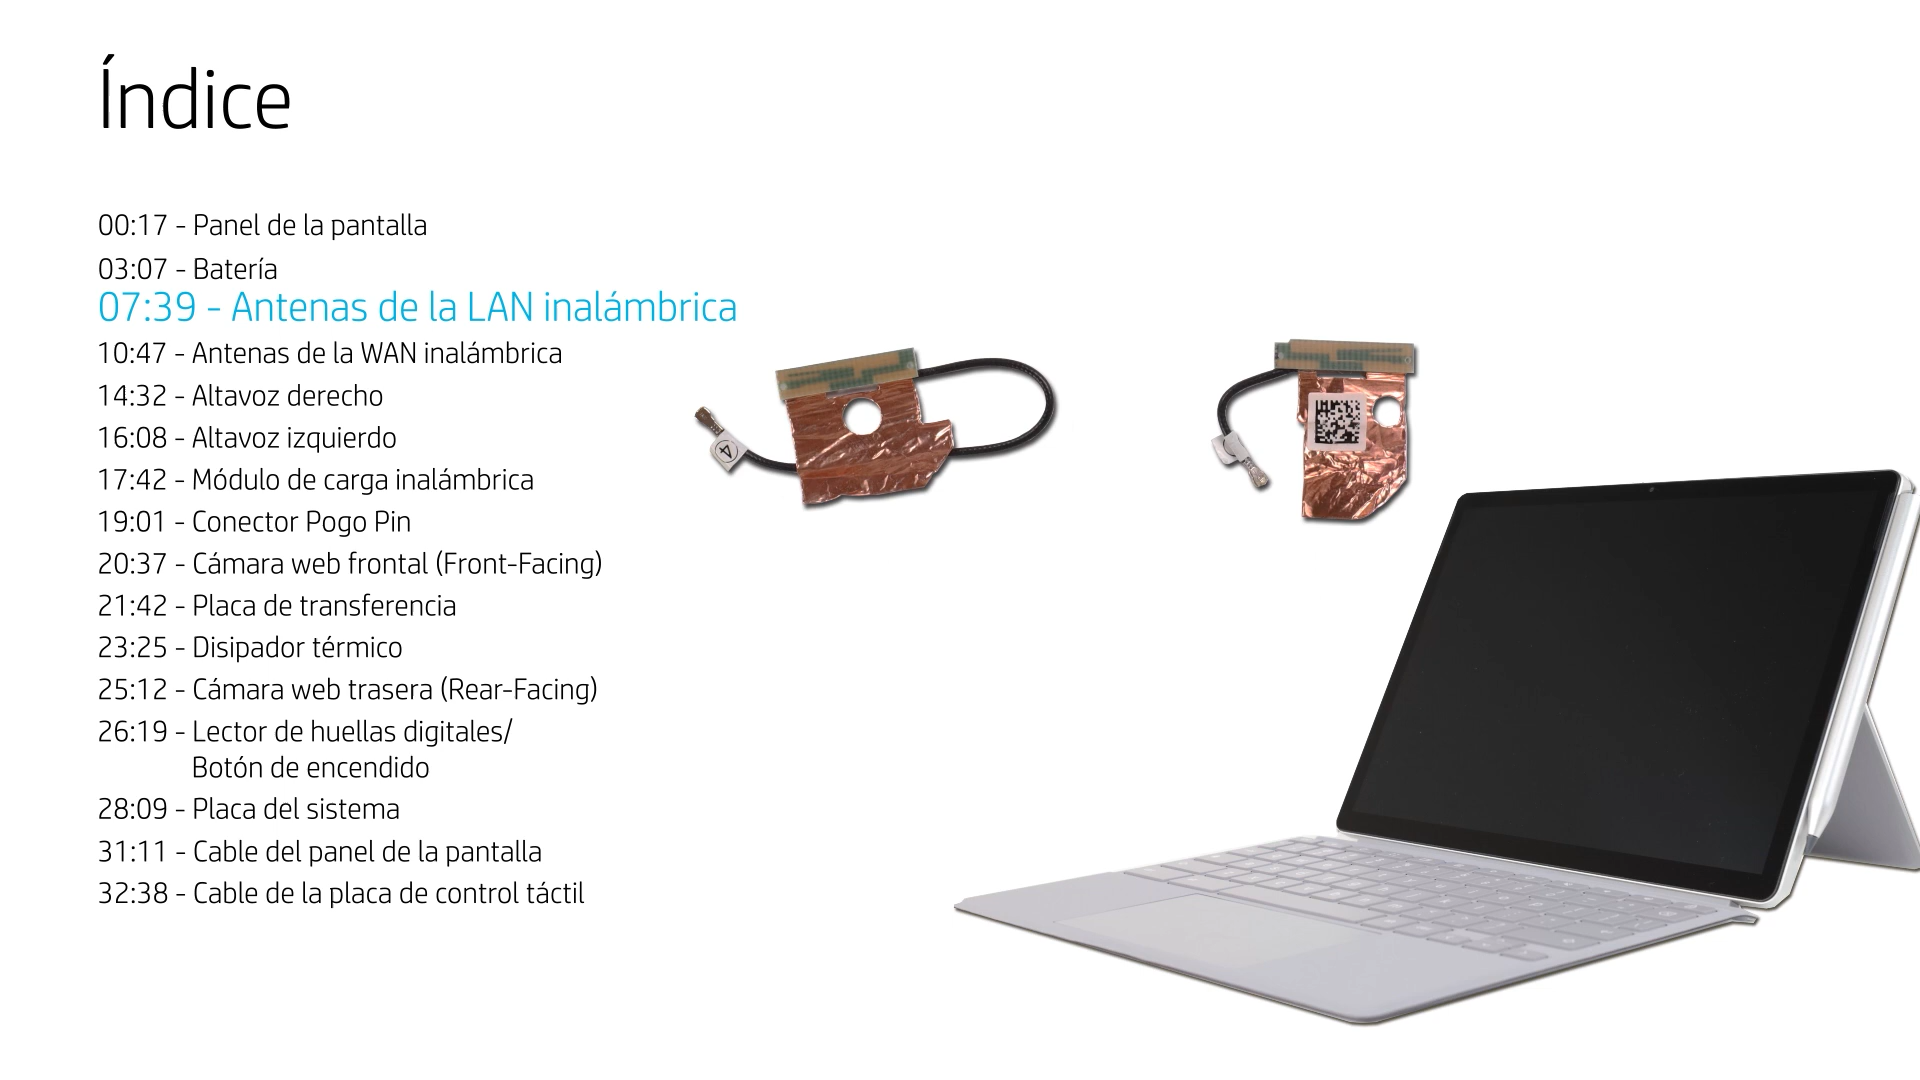 Índice
00:17 - Panel de la pantalla
03:07 - Batería
07:39 - Antenas de la LAN inalámbrica
10:47 - Antenas de la WAN inalámbrica
14:32 - Altavoz derecho
16:08 - Altavoz izquierdo
17:42 - Módulo de carga inalámbrica
19:01 - Conector Pogo Pin
20:37 - Cámara web frontal (Front-Facing)
21:42 - Placa de transferencia
23:25 - Disipador térmico
25:12 - Cámara web trasera (Rear-Facing)
26:19 - Lector de huellas digitales/
Botón de encendido
28:09 - Placa del sistema
31:11 - Cable del panel de la pantalla
32:38 - Cable de la placa de control táctil
4